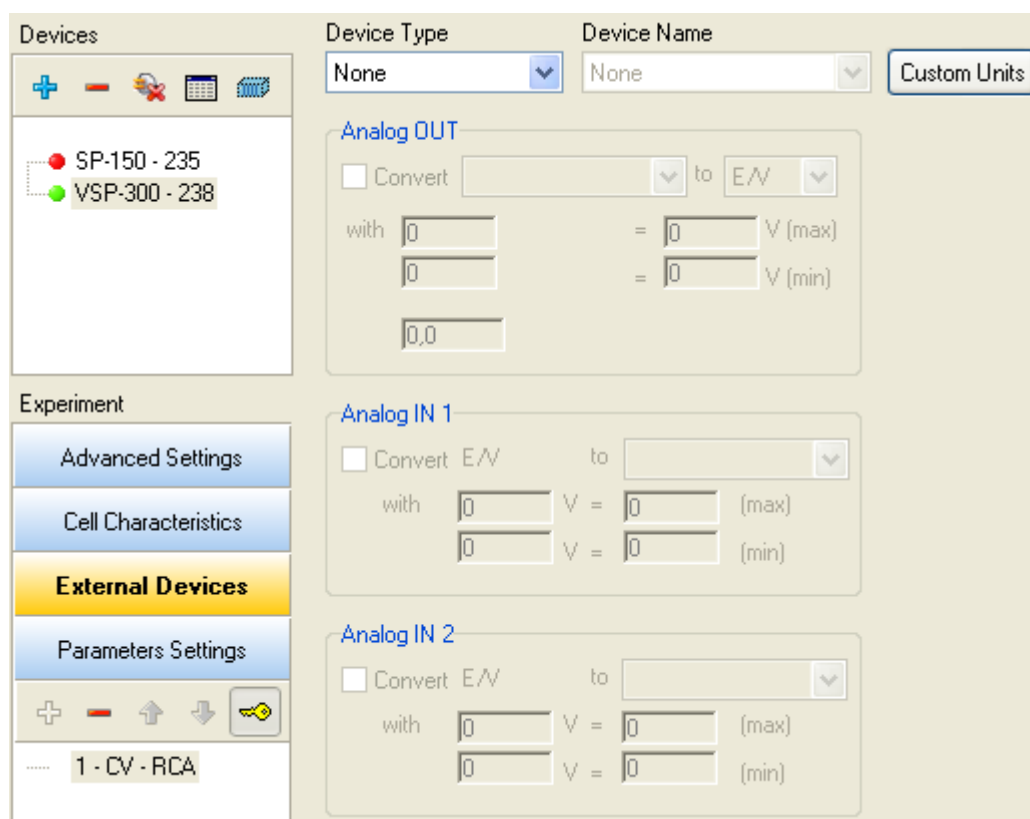 Devices
SP-150 - 235
VSP-300 - 238
Experiment
Advanced Settings
Cell Characteristics
External Devices
Parameters Settings
1 - CV - RCA
Device Type Device Name
None None Custom Units
Analog OUT
Convert to E/V
with 0 = 0 V (max)
0 = 0 V (min)
0,0
Analog IN 1
Convert E/V to
with 0 V = 0 (max)
0 V = 0 (min)
Analog IN 2
Convert E/V to
with 0 V = 0 (max)
0 V = 0 (min)